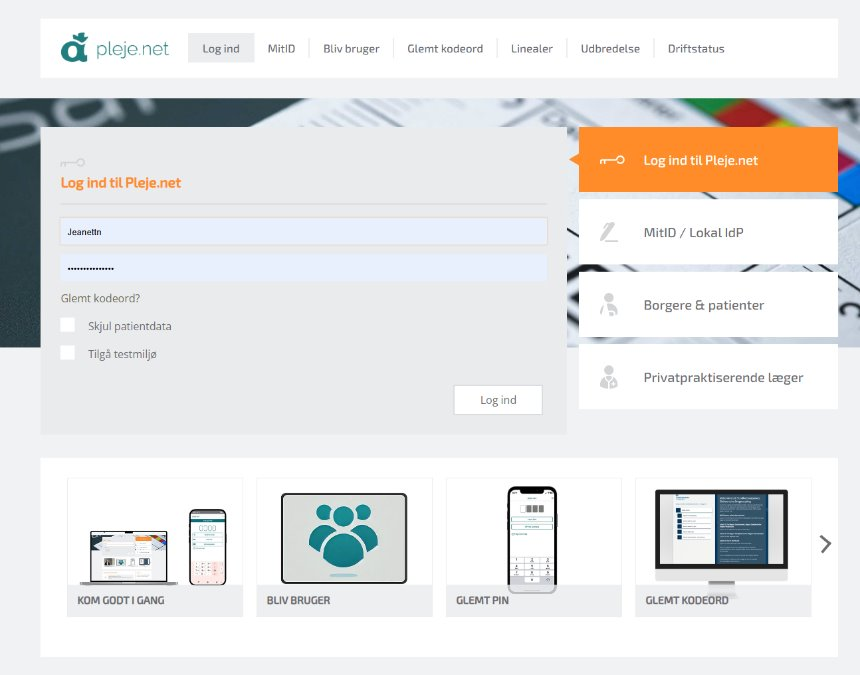 pleje.net
Log ind
MitID
Bliv bruger
Glemt kodeord
Linealer
Udbredelse
Driftstatus
Log ind til Pleje.net
Jeanettn
•••••••••••••••
Glemt kodeord?
Skjul patientdata
Tilgå testmiljø
Log ind
Log ind til Pleje.net
MitID / Lokal IdP
Borgere & patienter
Privatpraktiserende læger
KOM GODT I GANG
BLIV BRUGER
GLEMT PIN
GLEMT KODEORD